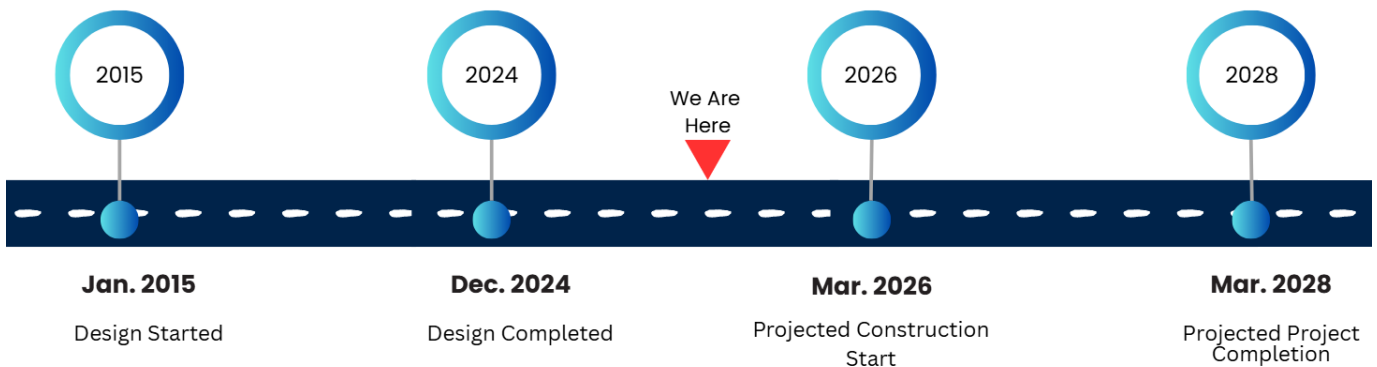 2015
2024
We Are
Here
2026
2028
Jan. 2015
Design Started
Dec. 2024
Design Completed
Mar. 2026
Projected Construction
Start
Mar. 2028
Projected Project
Completion